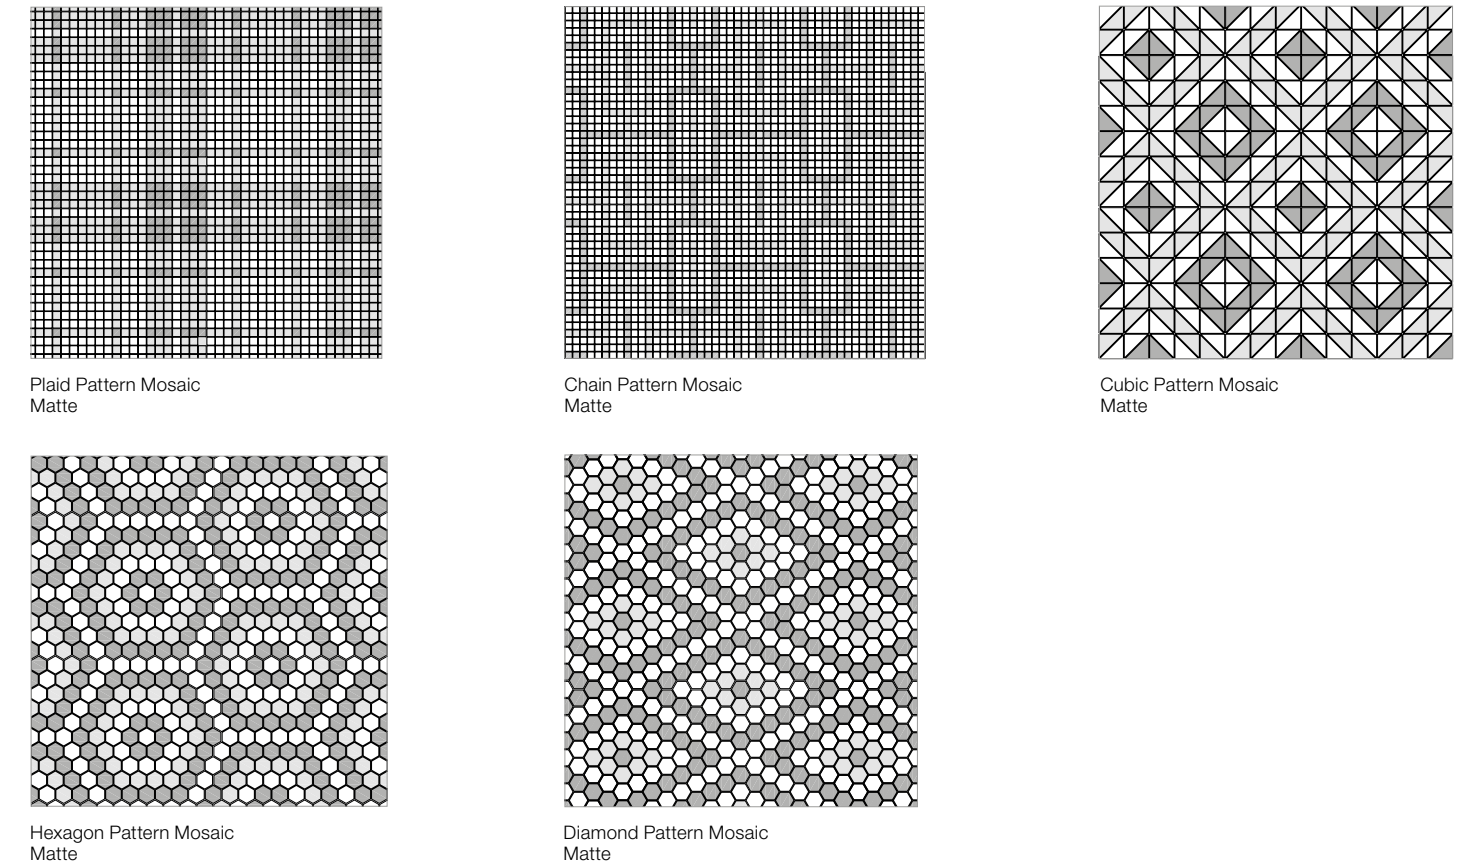 Plaid Pattern Mosaic
Matte
Chain Pattern Mosaic
Matte
Cubic Pattern Mosaic
Matte
Hexagon Pattern Mosaic
Matte
Diamond Pattern Mosaic
Matte